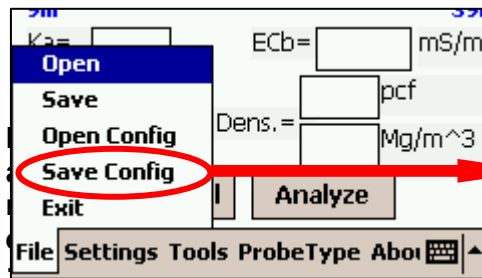 Ka=
ECb=
mS/m
Open
Save
pcf
Open Config
Dens.=
Mg/m^3
Save Config
Analyze
Exit
File Settings Tools ProbeType